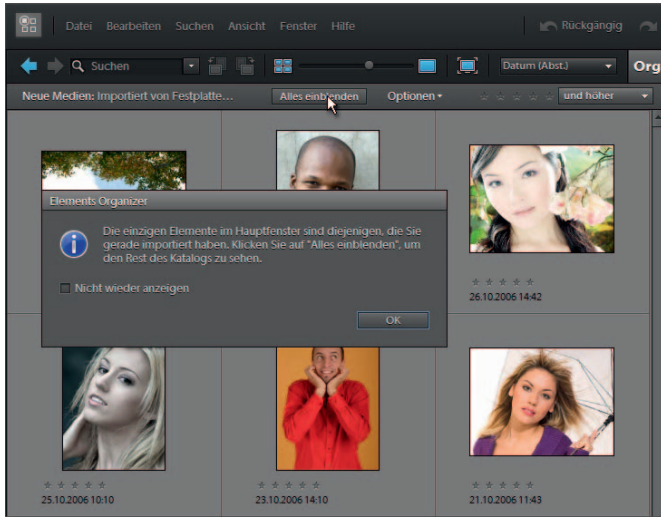 Datei Bearbeiten Suchen Ansicht Fenster Hilfe Rückgängig
Suchen Datum (Abst.) Org
Neue Medien: Importiert von Festplatte... Alles einblenden Optionen und höher
Elements Organizer
Die einzigen Elemente im Hauptfenster sind diejenigen, die Sie
gerade importiert haben. Klicken Sie auf "Alles einblenden", um
den Rest des Katalogs zu sehen.
Nicht wieder anzeigen
OK
26.10.2006 14:42
25.10.2006 10:10 23.10.2006 14:10 21.10.2006 11:43